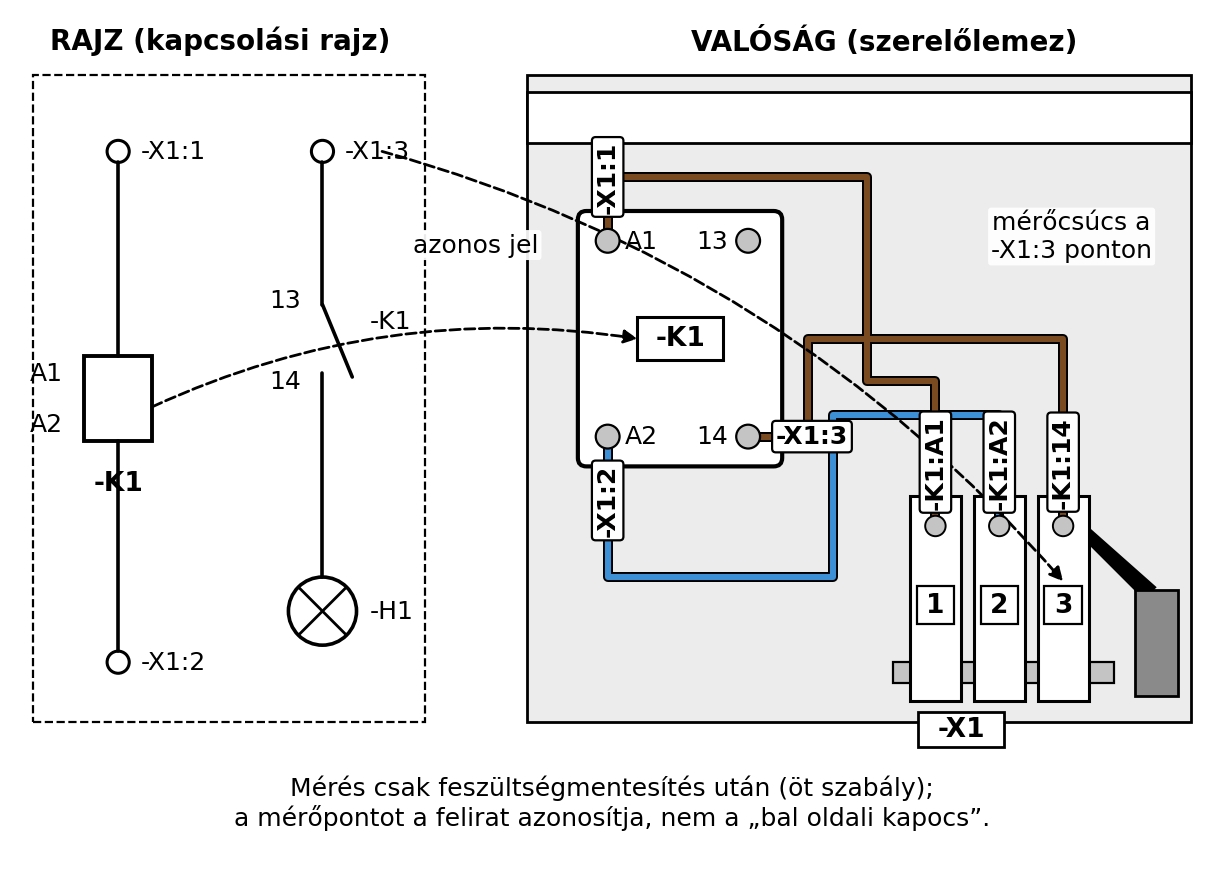 RAJZ (kapcsolási rajz)
-X1:1
-X1:3
13
-K1
14
A1
A2
-K1
-H1
-X1:2
azonos jel
VALÓSÁG (szerelőlemez)
-X1:1
A1
13
mérőcsúcs a
-X1:3 ponton
-K1
A2
14
-X1:3
-X1:2
-K1:A1
-K1:A2
-K1:14
1
2
3
-X1
Mérés csak feszültségmentesítés után (öt szabály);
a mérőpontot a felirat azonosítja, nem a „bal oldali kapocs”.